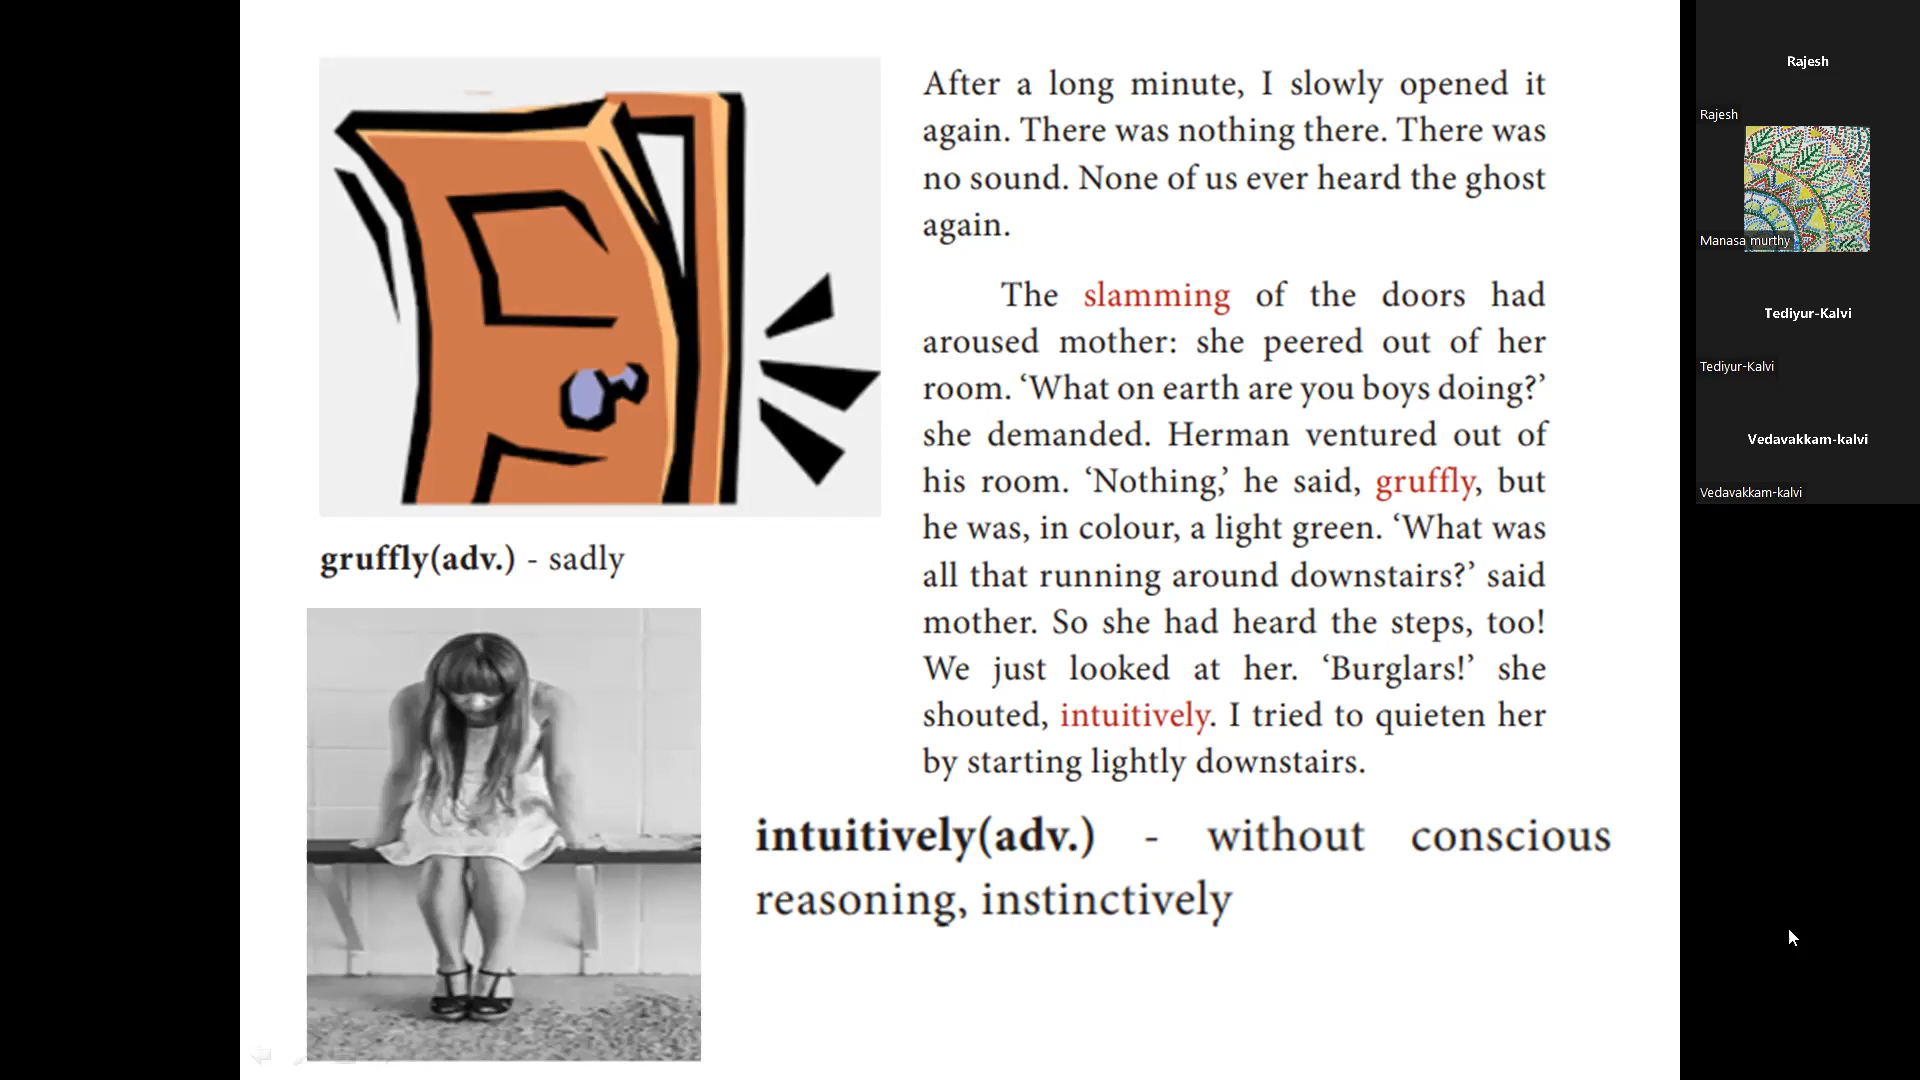 After a long minute, I slowly opened it
again. There was nothing there. There was
no sound. None of us ever heard the ghost
again.
The slamming of the doors had
aroused mother: she peered out of her
room. ‘What on earth are you boys doing?’
she demanded. Herman ventured out of
his room. ‘Nothing,’ he said, gruffly, but
he was, in colour, a light green. ‘What was
all that running around downstairs?’ said
mother. So she had heard the steps, too!
We just looked at her. ‘Burglars!’ she
shouted, intuitively. I tried to quieten her
by starting lightly downstairs.
gruffly(adv.) - sadly
intuitively(adv.) - without conscious
reasoning, instinctively
Rajesh
Rajesh
Manasa murthy
Tediyur-Kalvi
Tediyur-Kalvi
Vedavakkam-kalvi
Vedavakkam-kalvi